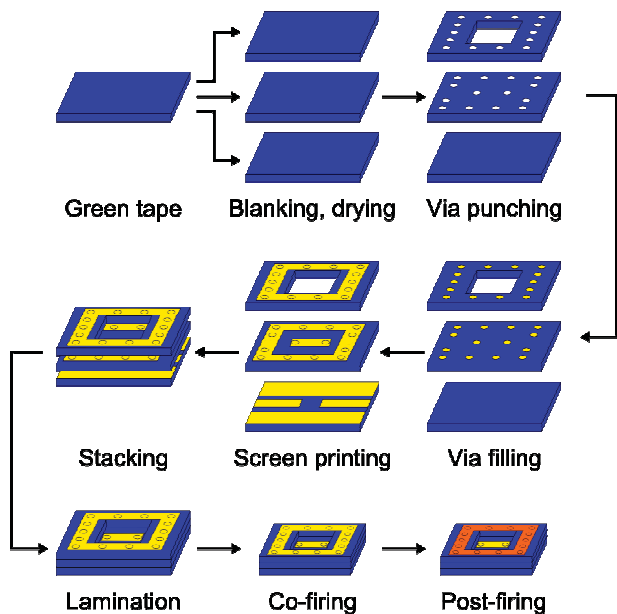 Green tape
Blanking, drying
Via punching
Stacking
Screen printing
Via filling
Lamination
Co-firing
Post-firing